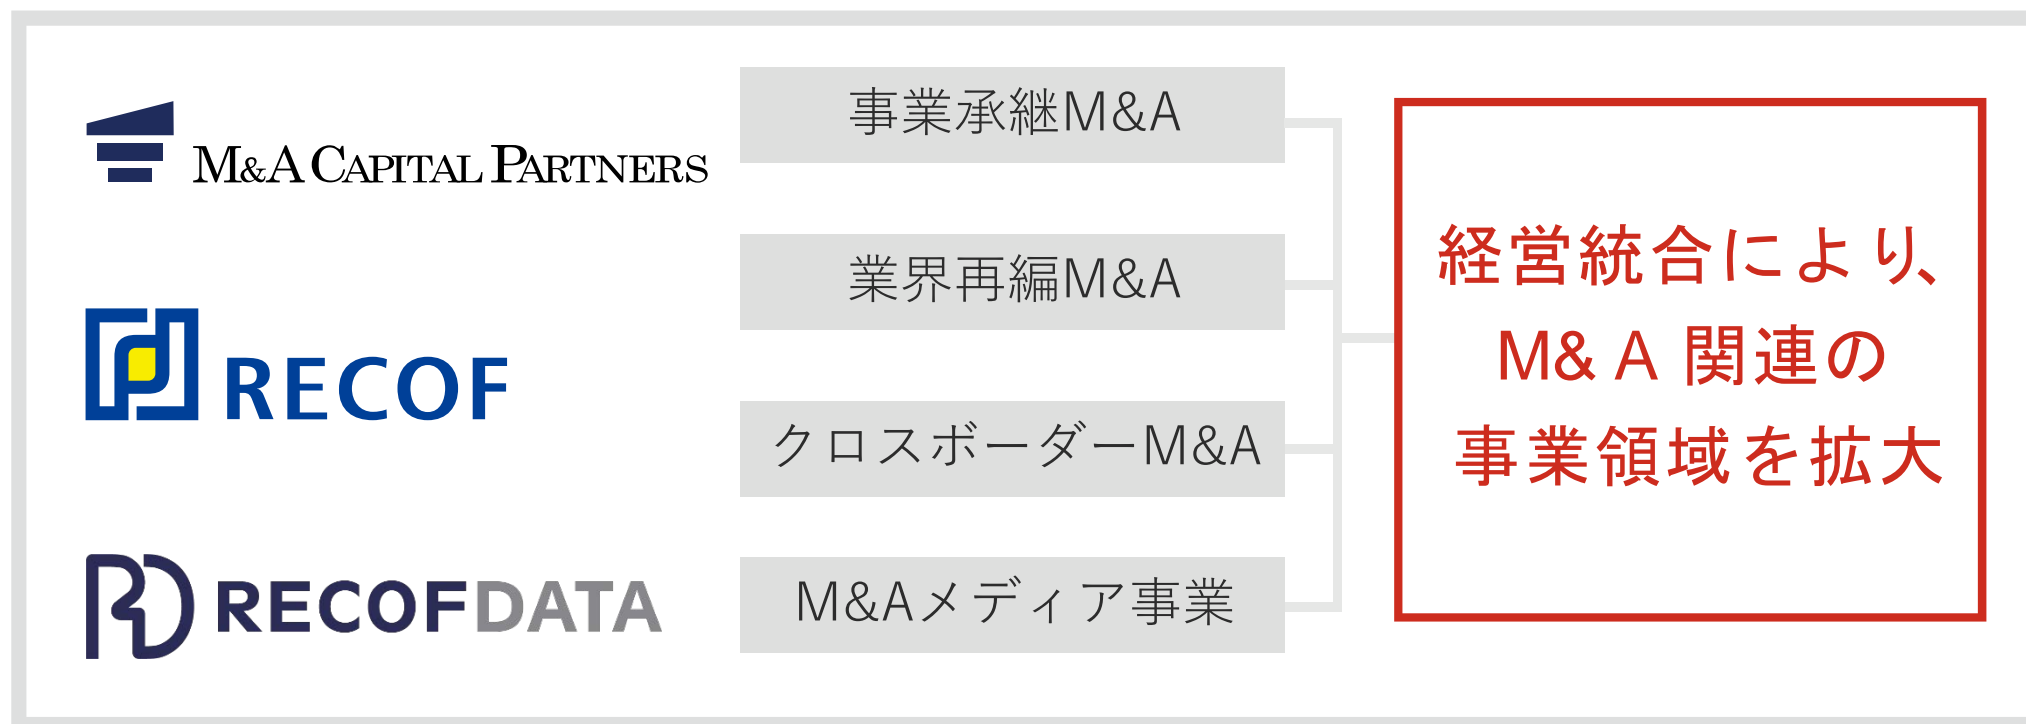 M&A CAPITAL PARTNERS
RECOF
RECOFDATA
事業承継M&A
業界再編M&A
クロスボーダーM&A
M&Aメディア事業
経営統合により、
M&A関連の
事業領域を拡大